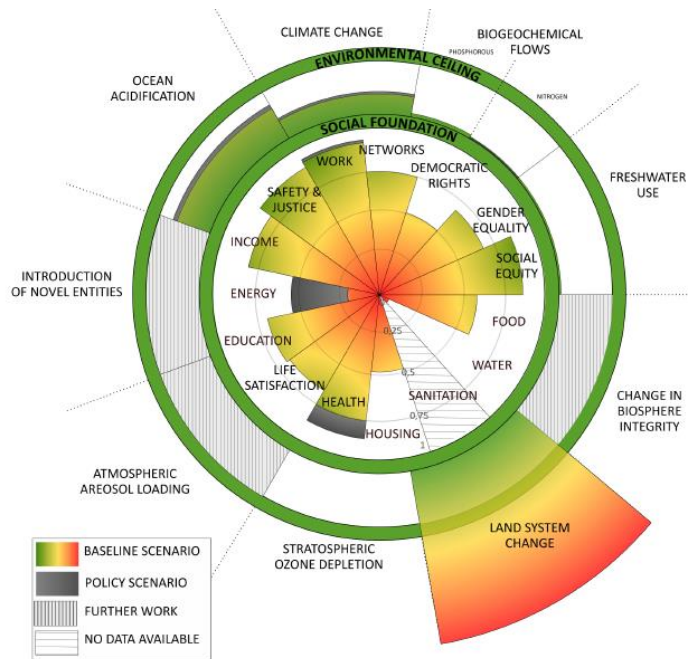 CLIMATE CHANGE
BIOGEOCHEMICAL
FLOWS
PHOSPHOROUS
NITROGEN
ENVIRONMENTAL CEILING
OCEAN
ACIDIFICATION
SOCIAL FOUNDATION
FRESHWATER
USE
NETWORKS
WORK
DEMOCRATIC
RIGHTS
SAFETY &
JUSTICE
GENDER
EQUALITY
INCOME
SOCIAL
EQUITY
INTRODUCTION
OF NOVEL ENTITIES
ENERGY
FOOD
EDUCATION
WATER
LIFE
SATISFACTION
SANITATION
HEALTH
HOUSING
0,25
0,5
0,75
1
CHANGE IN
BIOSPHERE
INTEGRITY
ATMOSPHERIC
AREOSOL LOADING
LAND SYSTEM
CHANGE
STRATOSPHERIC
OZONE DEPLETION
BASELINE SCENARIO
POLICY SCENARIO
FURTHER WORK
NO DATA AVAILABLE